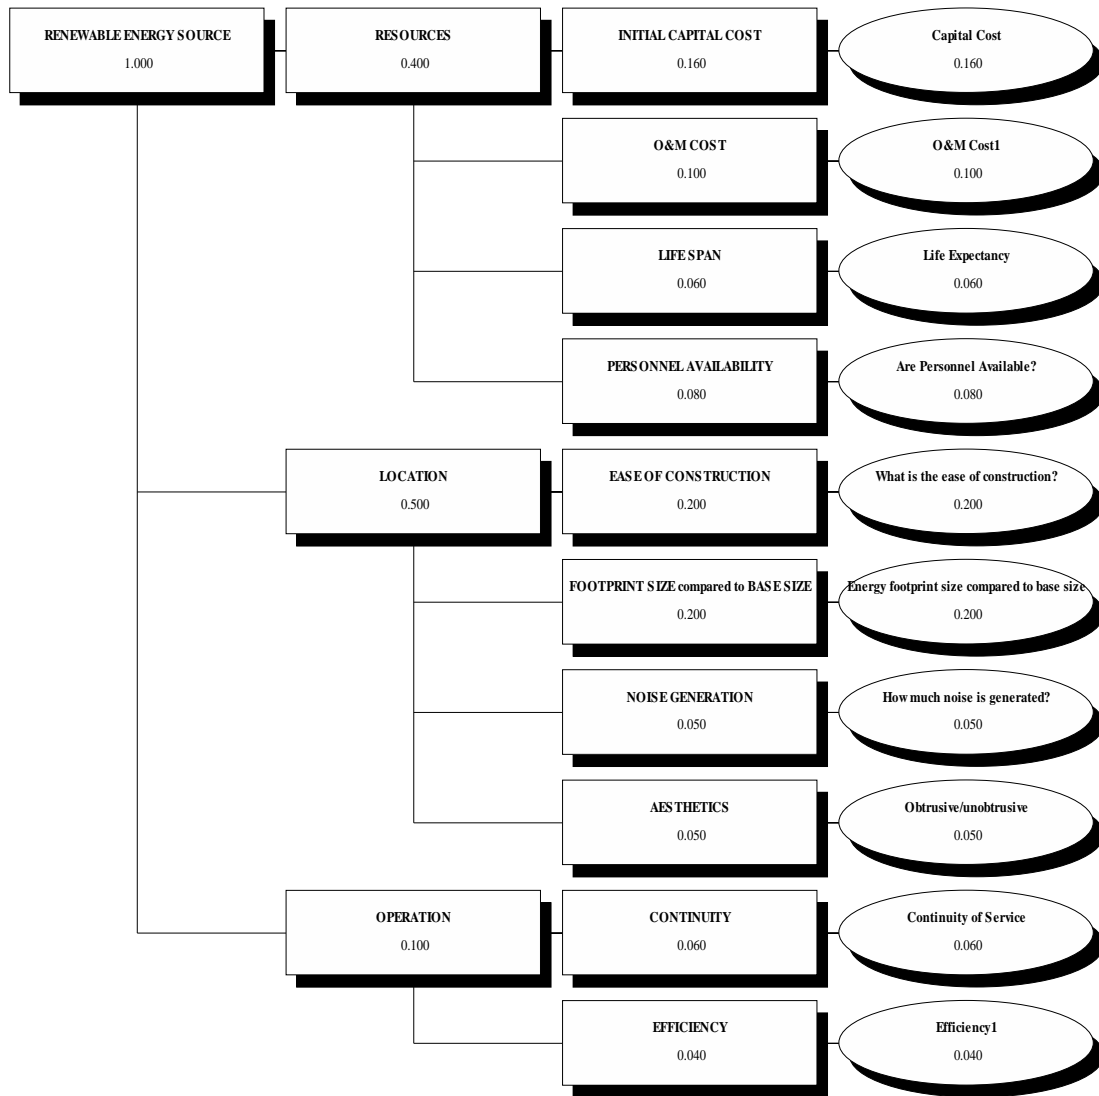 RENEWABLE ENERGY SOURCE
1.000
RESOURCES
0.400
INITIAL CAPITAL COST
0.160
Capital Cost
0.160
O&M COST
0.100
O&M Cost1
0.100
LIFE SPAN
0.060
Life Expectancy
0.060
PERSONNEL AVAILABILITY
0.080
Are Personnel Available?
0.080
LOCATION
0.500
EASE OF CONSTRUCTION
0.200
What is the ease of construction?
0.200
FOOTPRINT SIZE compared to BASE SIZE
0.200
Energy footprint size compared to base size
0.200
NOISE GENERATION
0.050
How much noise is generated?
0.050
AESTHETICS
0.050
Obtrusive/unobtrusive
0.050
OPERATION
0.100
CONTINUITY
0.060
Continuity of Service
0.060
EFFICIENCY
0.040
Efficiency1
0.040